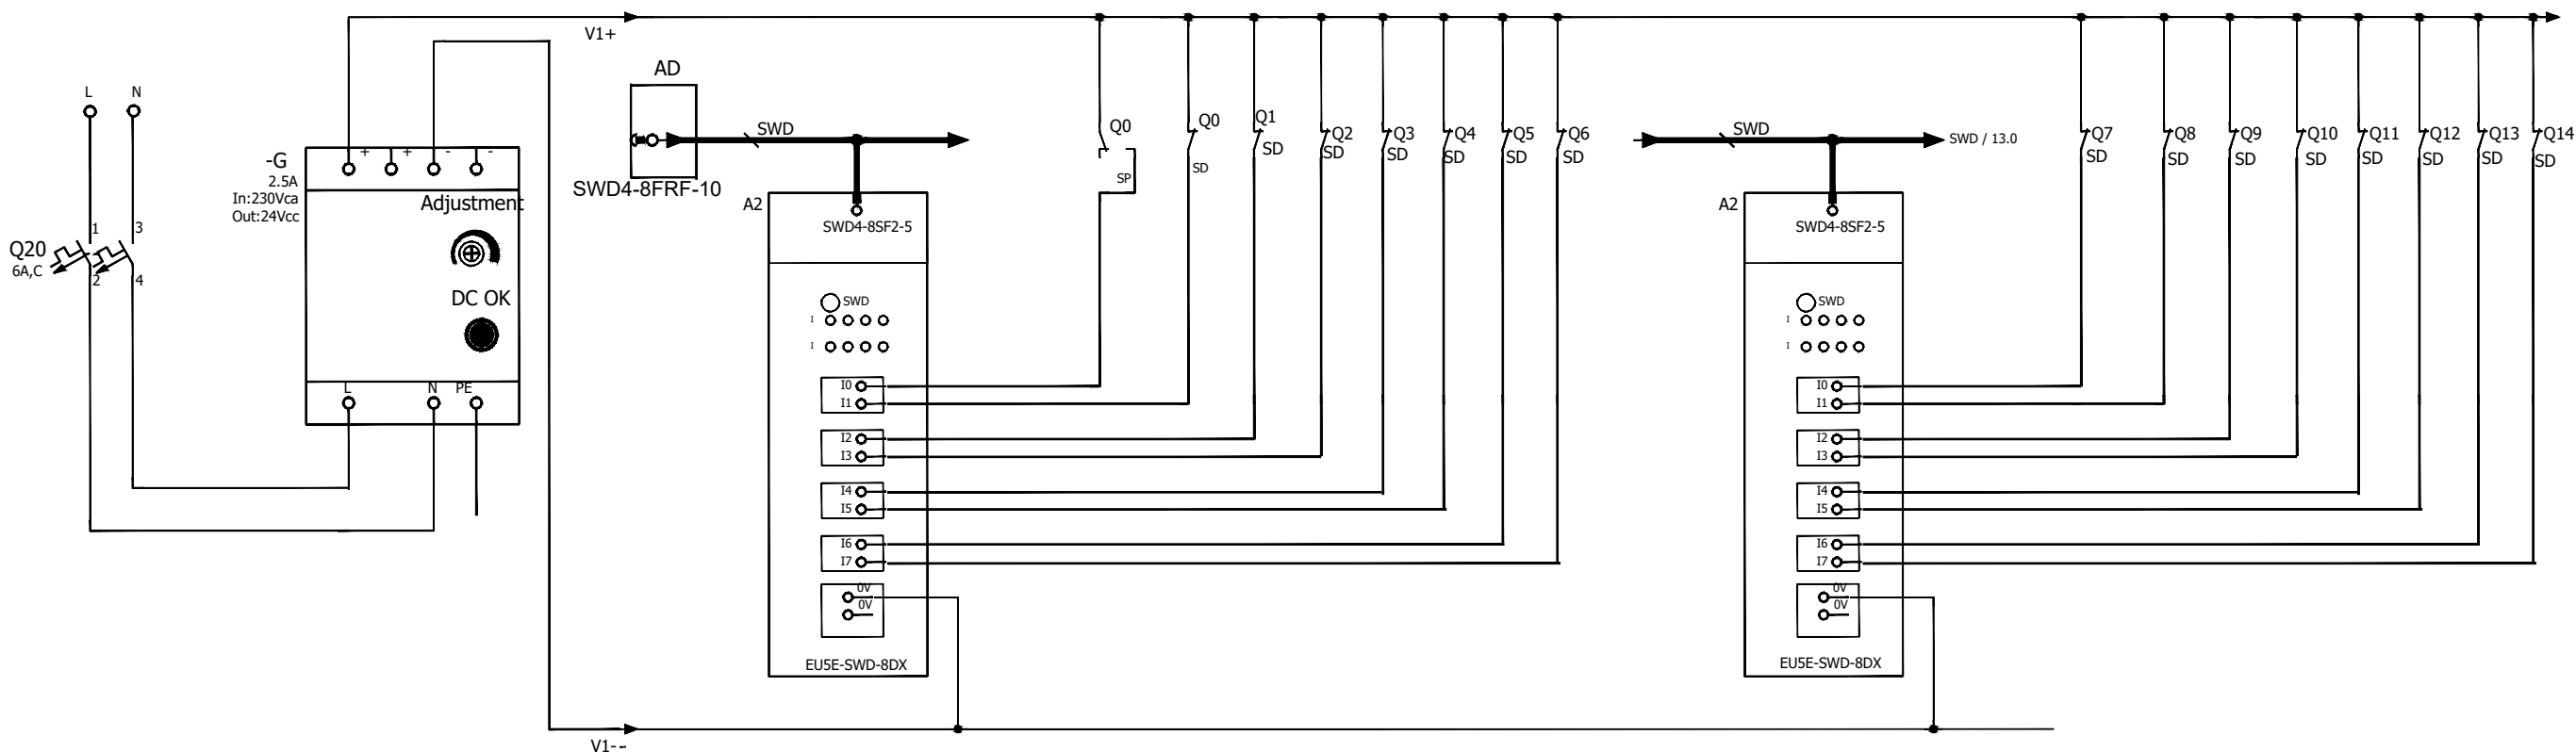 V1+
AD
SWD
SWD4-8FRF-10
L N
-G
2.5A
In:230Vca
Out:24Vcc
+ + - -
Adjustment
DC OK
L N PE
Q20
6A,C
1 3
2 4
A2
SWD4-8SF2-5
SWD
I
I
I0
I1
I2
I3
I4
I5
I6
I7
0V
0V
EU5E-SWD-8DX
Q0
SP
Q0
SD
Q1
SD
Q2
SD
Q3
SD
Q4
SD
Q5
SD
Q6
SD
SWD
SWD / 13.0
A2
SWD4-8SF2-5
SWD
I
I
I0
I1
I2
I3
I4
I5
I6
I7
0V
0V
EU5E-SWD-8DX
Q7
SD
Q8
SD
Q9
SD
Q10
SD
Q11
SD
Q12
SD
Q13
SD
Q14
SD
V1--